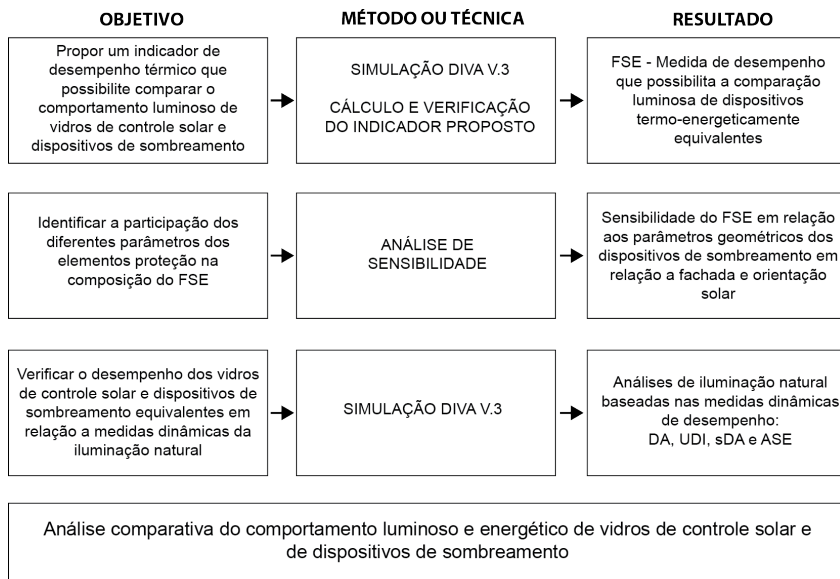 OBJETIVO
MÉTODO OU TÉCNICA
RESULTADO
Propor um indicador de
desempenho térmico que
possibilite comparar o
comportamento luminoso de
vidros de controle solar e
dispositivos de sombreamento
SIMULAÇÃO DIVA V.3
CÁLCULO E VERIFICAÇÃO
DO INDICADOR PROPOSTO
FSE - Medida de desempenho
que possibilita a comparação
luminosa de dispositivos
termo-energeticamente
equivalentes
Identificar a participação dos
diferentes parâmetros dos
elementos proteção na
composição do FSE
ANÁLISE DE
SENSIBILIDADE
Sensibilidade do FSE em relação
aos parâmetros geométricos dos
dispositivos de sombreamento em
relação a fachada e orientação
solar
Verificar o desempenho dos vidros
de controle solar e dispositivos de
sombreamento equivalentes em
relação a medidas dinâmicas da
iluminação natural
SIMULAÇÃO DIVA V.3
Análises de iluminação natural
baseadas nas medidas dinâmicas
de desempenho:
DA, UDI, sDA e ASE
Análise comparativa do comportamento luminoso e energético de vidros de controle solar e
de dispositivos de sombreamento